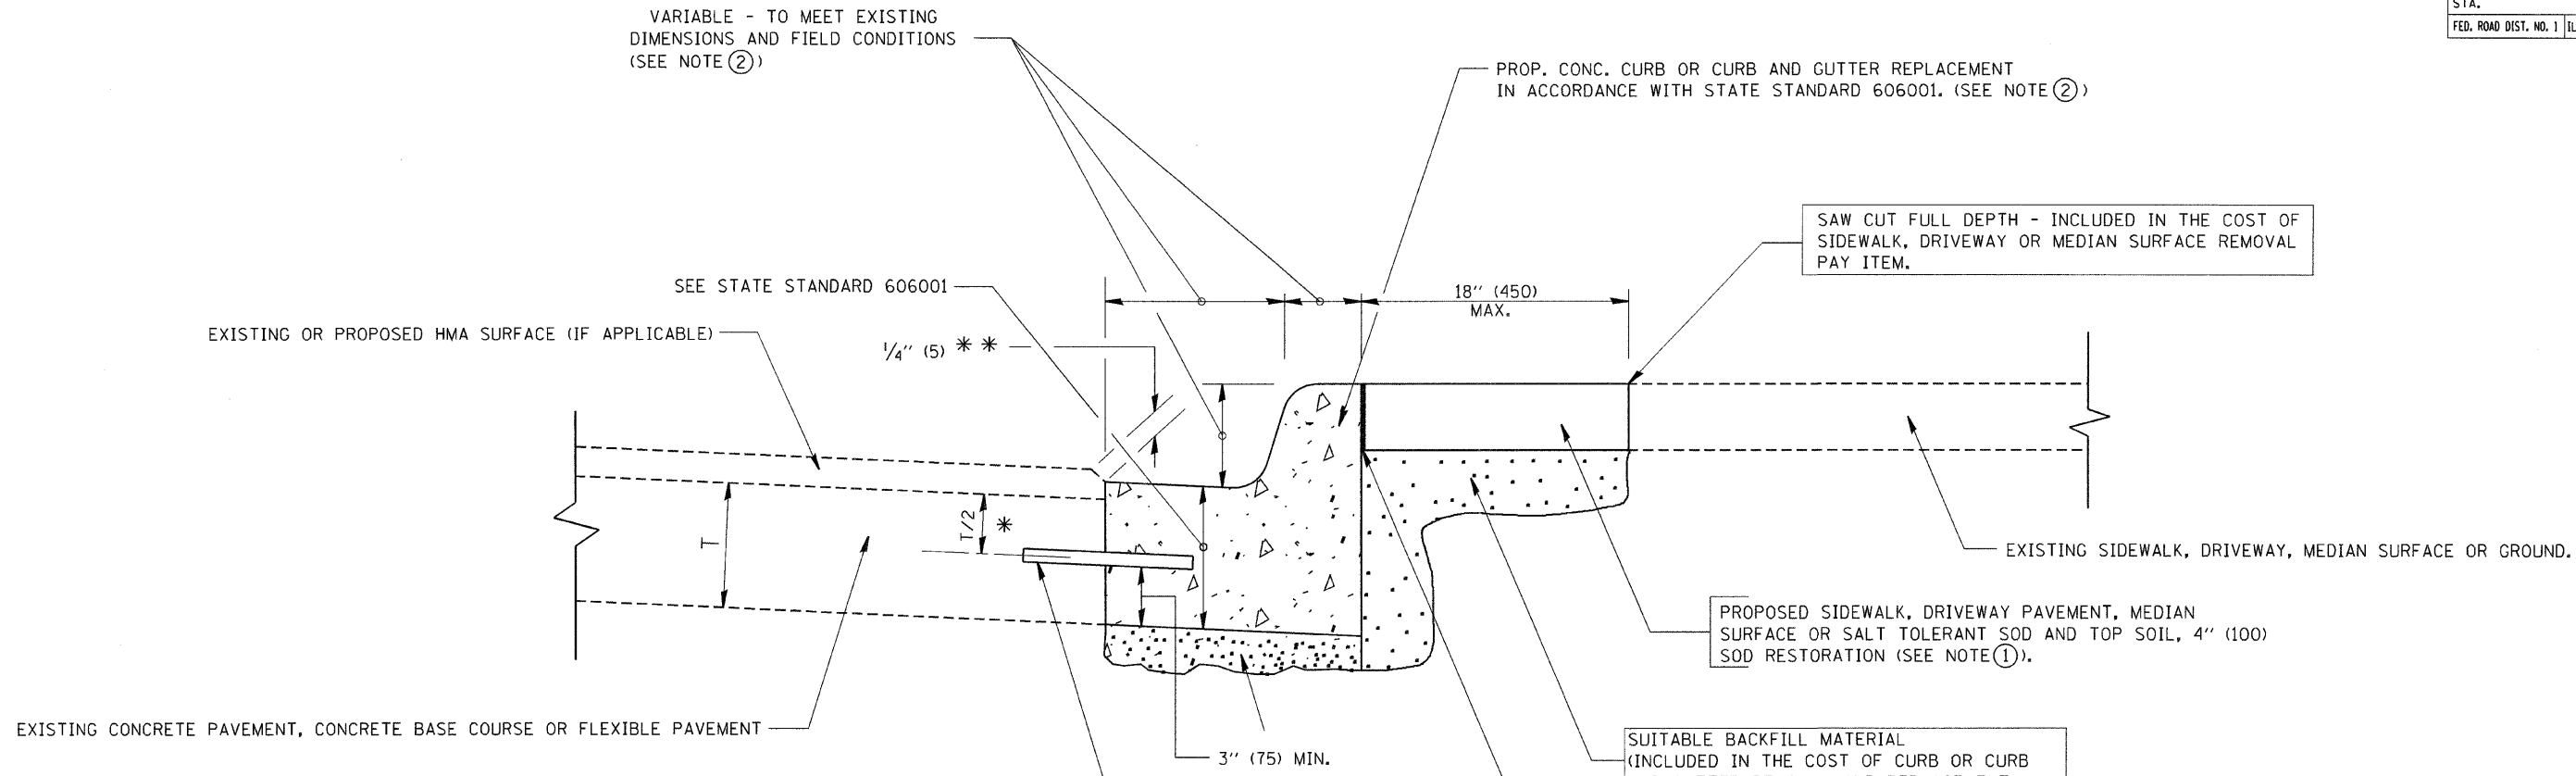 STA.
FED. ROAD DIST. NO. 1
VARIABLE - TO MEET EXISTING
DIMENSIONS AND FIELD CONDITIONS
(SEE NOTE ②)
PROP. CONC. CURB OR CURB AND GUTTER REPLACEMENT
IN ACCORDANCE WITH STATE STANDARD 606001. (SEE NOTE ②)
SAW CUT FULL DEPTH - INCLUDED IN THE COST OF
SIDEWALK, DRIVEWAY OR MEDIAN SURFACE REMOVAL
PAY ITEM.
SEE STATE STANDARD 606001
18" (450)
MAX.
EXISTING OR PROPOSED HMA SURFACE (IF APPLICABLE)
1/4" (5) * *
T
T/2 *
EXISTING SIDEWALK, DRIVEWAY, MEDIAN SURFACE OR GROUND.
PROPOSED SIDEWALK, DRIVEWAY PAVEMENT, MEDIAN
SURFACE OR SALT TOLERANT SOD AND TOP SOIL, 4" (100)
SOD RESTORATION (SEE NOTE ①).
EXISTING CONCRETE PAVEMENT, CONCRETE BASE COURSE OR FLEXIBLE PAVEMENT
3" (75) MIN.
SUITABLE BACKFILL MATERIAL
(INCLUDED IN THE COST OF CURB OR CURB